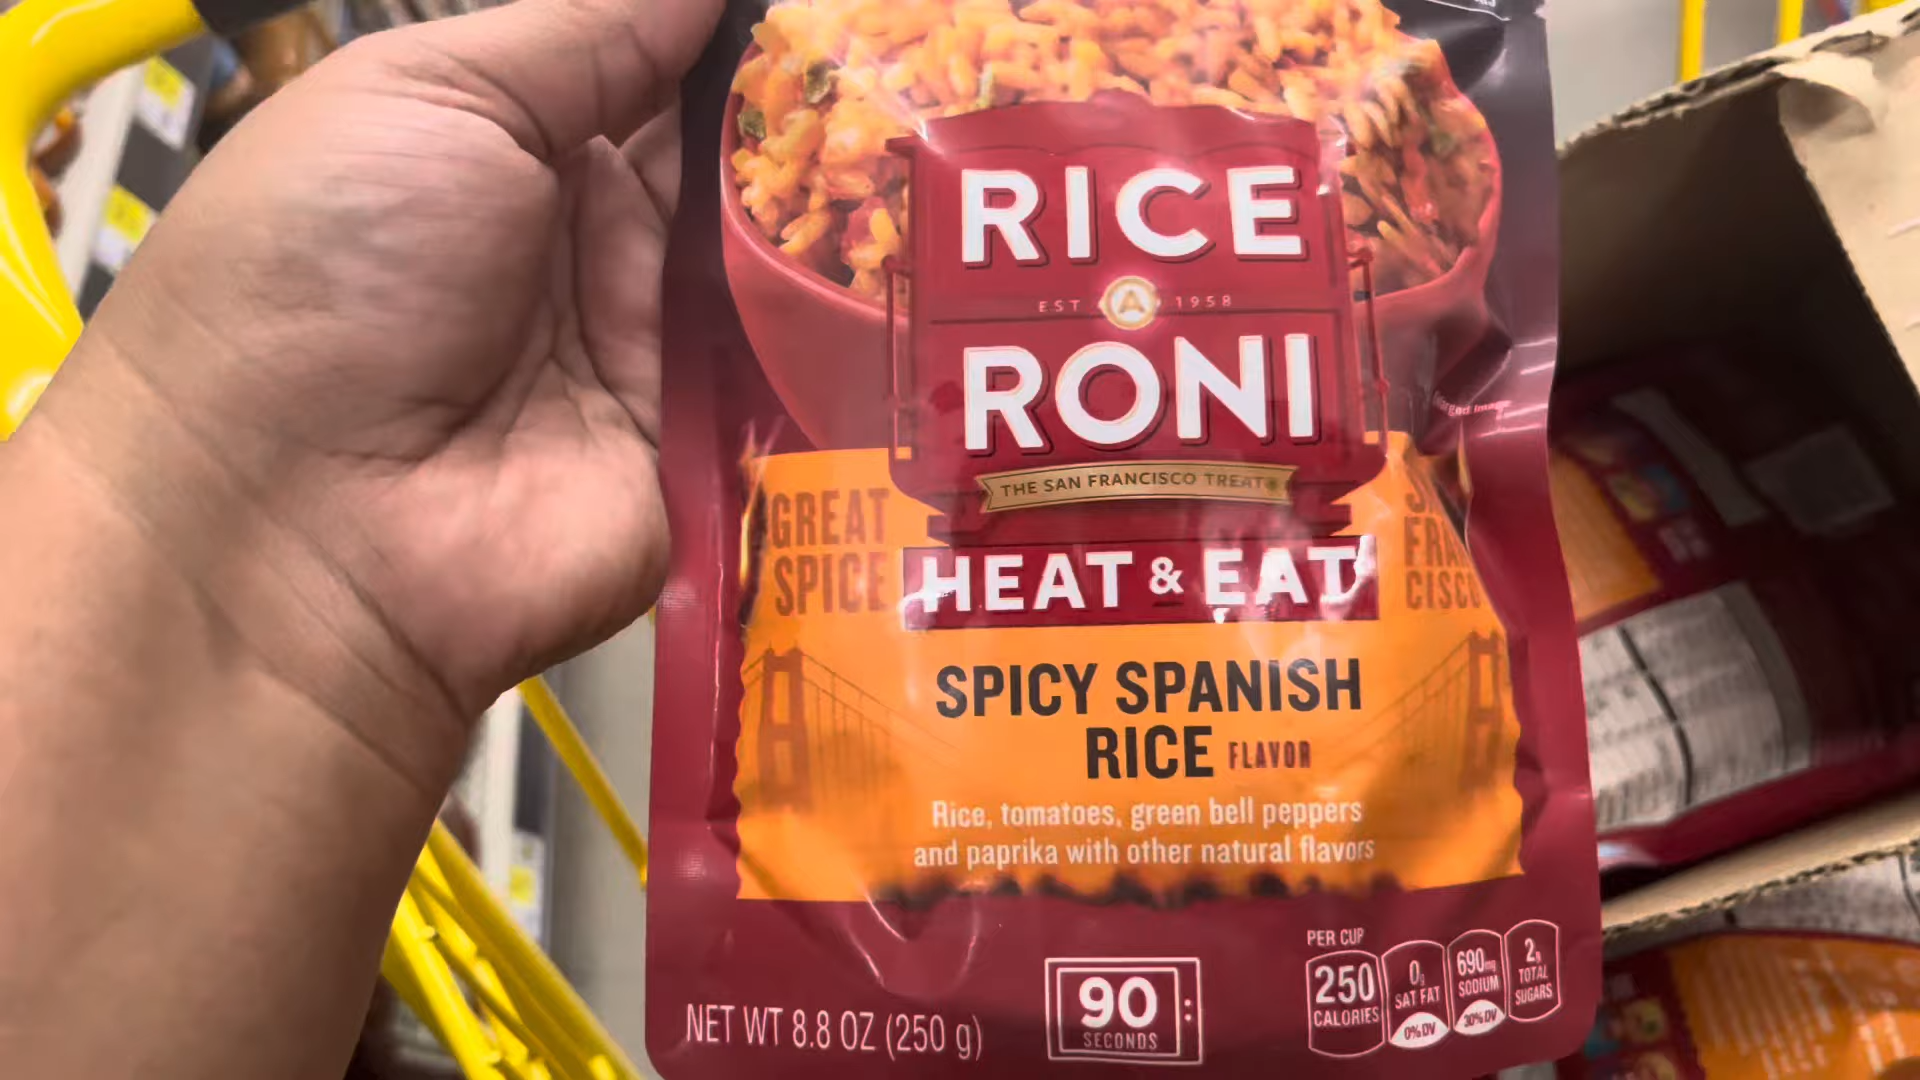 RICE
EST A 1958
RONI
THE SAN FRANCISCO TREAT®
GREAT
SPICE
FRAN
CISCO
HEAT & EAT
SPICY SPANISH
RICE FLAVOR
Rice, tomatoes, green bell peppers
and paprika with other natural flavors
NET WT 8.8 OZ (250 g)
90
SECONDS
PER CUP
250
CALORIES
0g
SAT FAT
0% DV
690mg
SODIUM
30% DV
2g
TOTAL
SUGARS